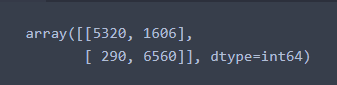 array([[5320, 1606],
       [ 290, 6560]], dtype=int64)